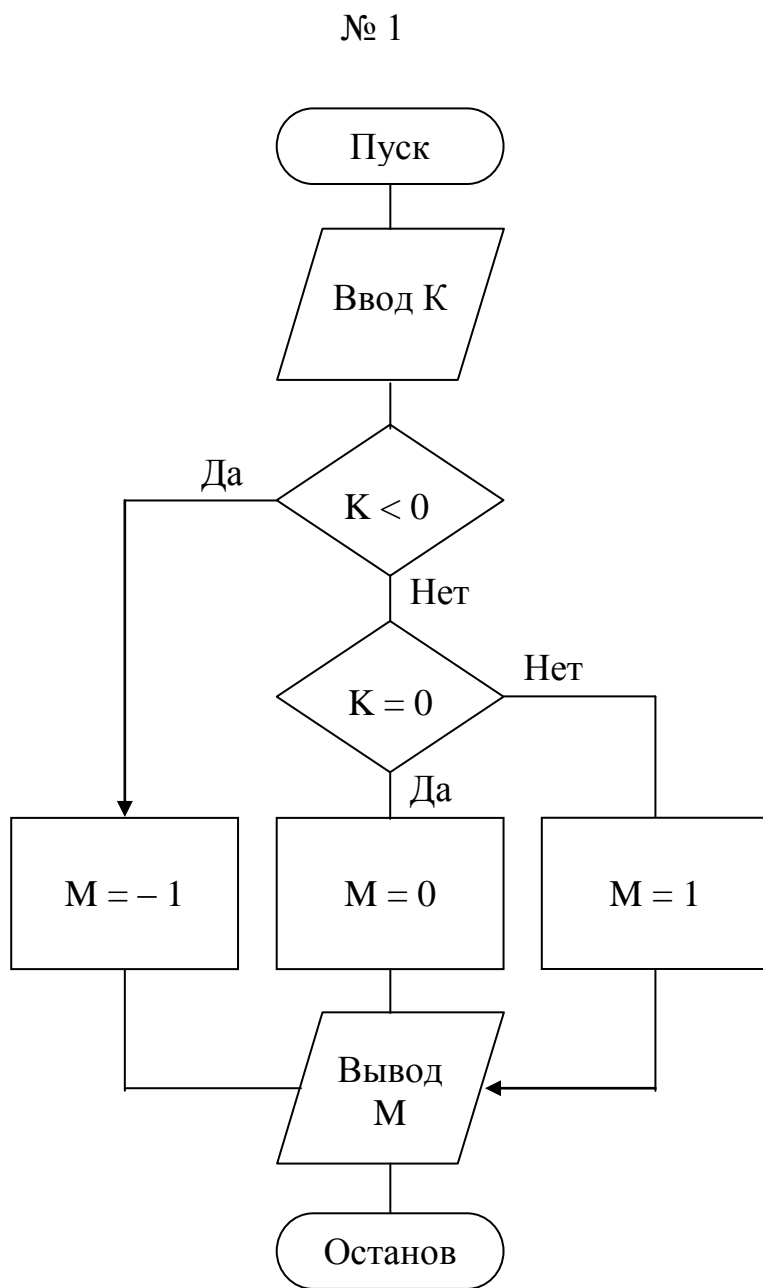 № 1
Пуск
Ввод К
Да
K < 0
Нет
Нет
K = 0
Да
M = – 1
M = 0
M = 1
Вывод
М
Останов